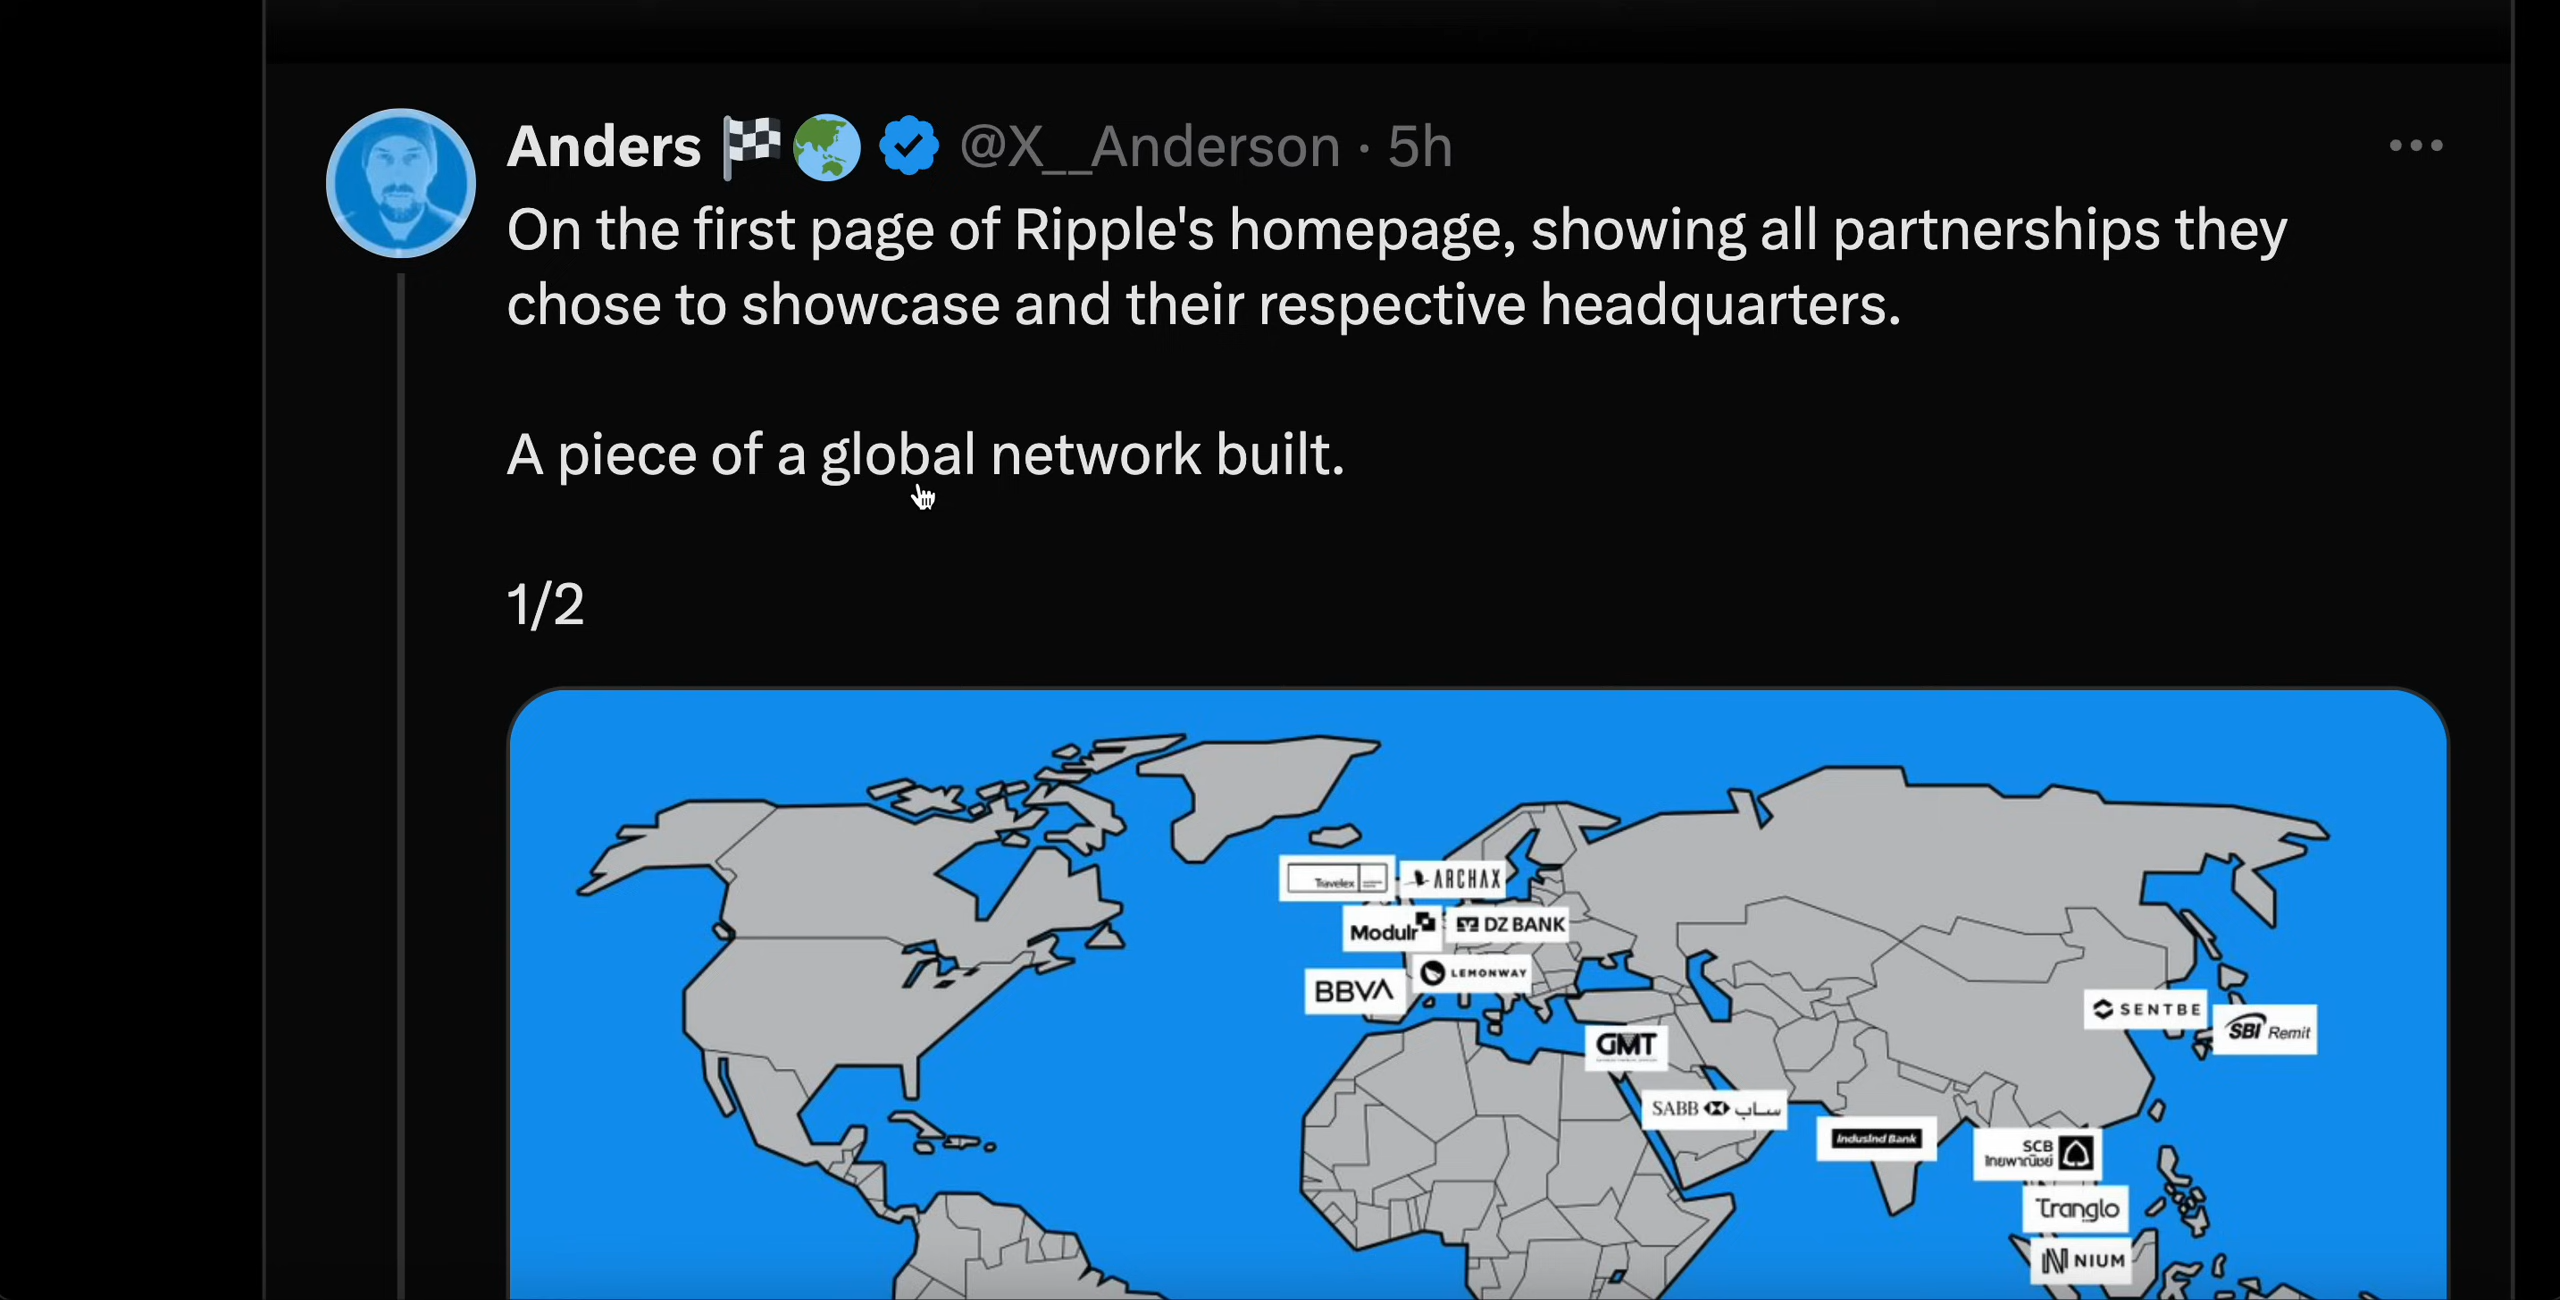 Anders @X__Anderson · 5h
On the first page of Ripple's homepage, showing all partnerships they
chose to showcase and their respective headquarters.
A piece of a global network built.
1/2
Travelex
ARCHAX
Modulr
DZ BANK
BBVA
LEMONWAY
SENTBE
SBI Remit
GMT
SABB ساب
IndusInd Bank
SCB
ไทยพาณิชย์
Tranglo
NIUM